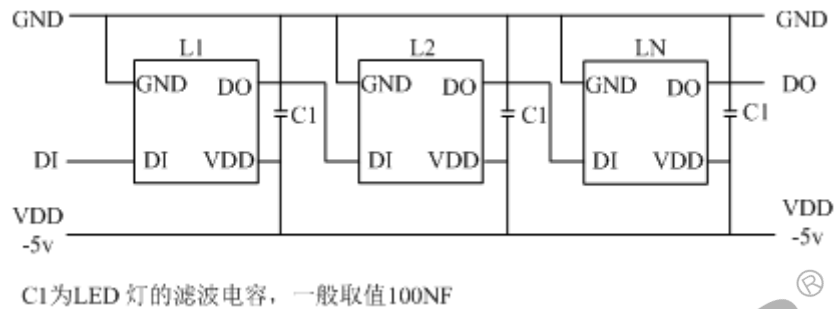 GND GND
L1 L2 LN
GND DO GND DO GND DO DO
C1 C1 C1
DI DI VDD DI VDD DI VDD
VDD VDD
-5v -5v
C1为LED 灯的滤波电容，一般取值100NF
®